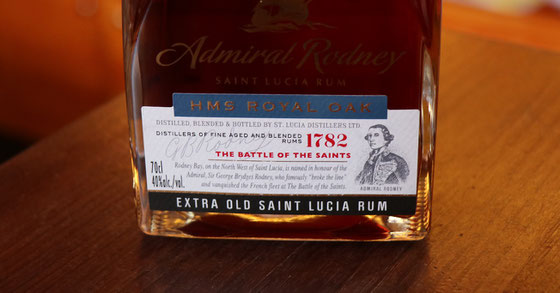 Admiral Rodney
SAINT LUCIA RUM
HMS ROYAL OAK
DISTILLED, BLENDED & BOTTLED BY ST. LUCIA DISTILLERS LTD.
DISTILLERS OF FINE AGED AND BLENDED RUMS 1782
GBRodney
THE BATTLE OF THE SAINTS
70cl
40%alc./vol.
Rodney Bay, on the North West of Saint Lucia, is named in honour of the
Admiral, Sir George Brydges Rodney, who famously "broke the line"
and vanquished the French fleet at The Battle of the Saints.
ADMIRAL RODNEY
EXTRA OLD SAINT LUCIA RUM